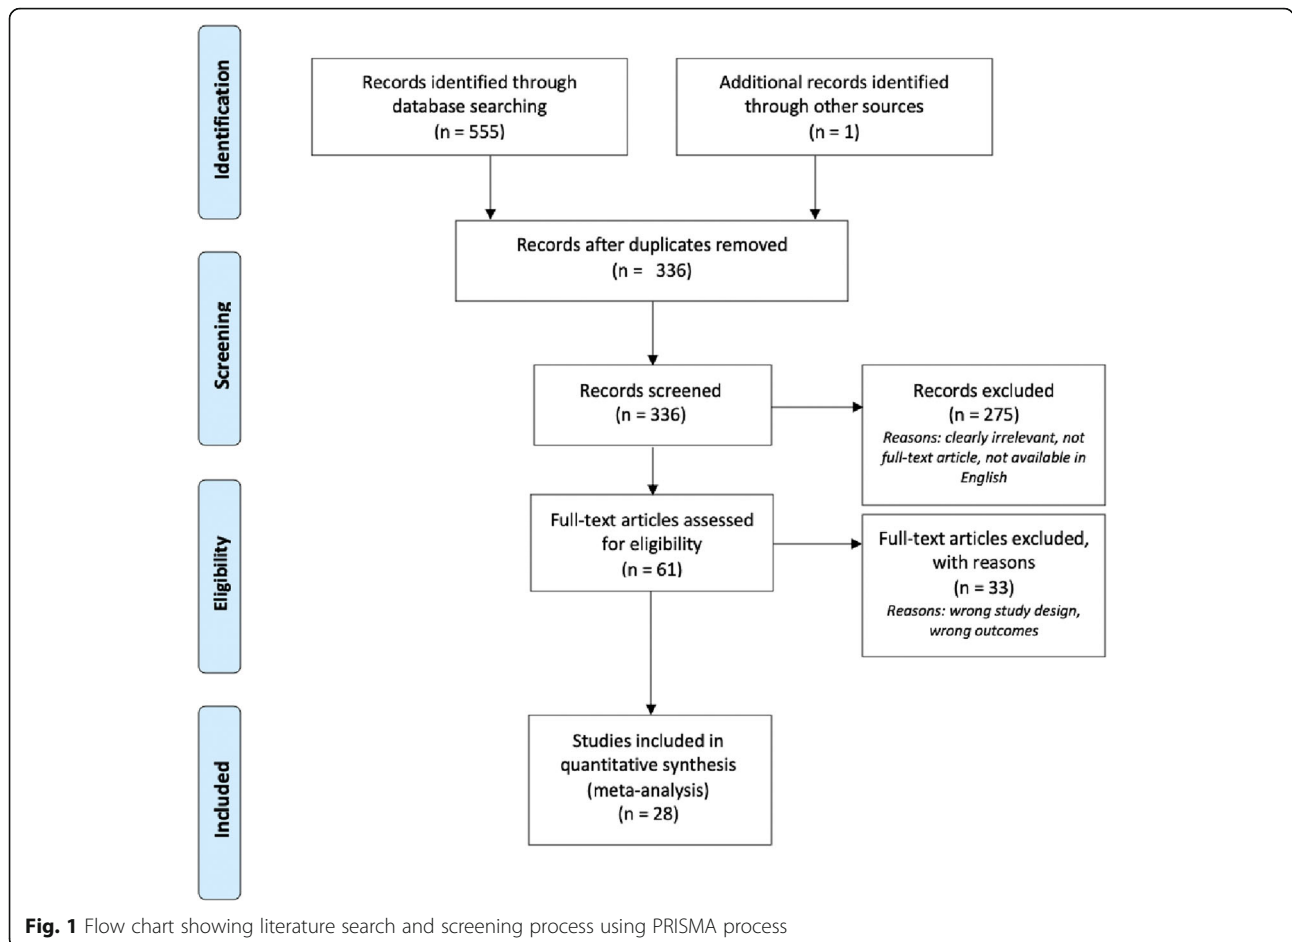 Identification
Records identified through
database searching
(n = 555)
Additional records identified
through other sources
(n = 1)
Records after duplicates removed
(n = 336)
Screening
Records screened
(n = 336)
Records excluded
(n = 275)
Reasons: clearly irrelevant, not
full-text article, not available in
English
Eligibility
Full-text articles assessed
for eligibility
(n = 61)
Full-text articles excluded,
with reasons
(n = 33)
Reasons: wrong study design,
wrong outcomes
Included
Studies included in
quantitative synthesis
(meta-analysis)
(n = 28)
Fig. 1 Flow chart showing literature search and screening process using PRISMA process